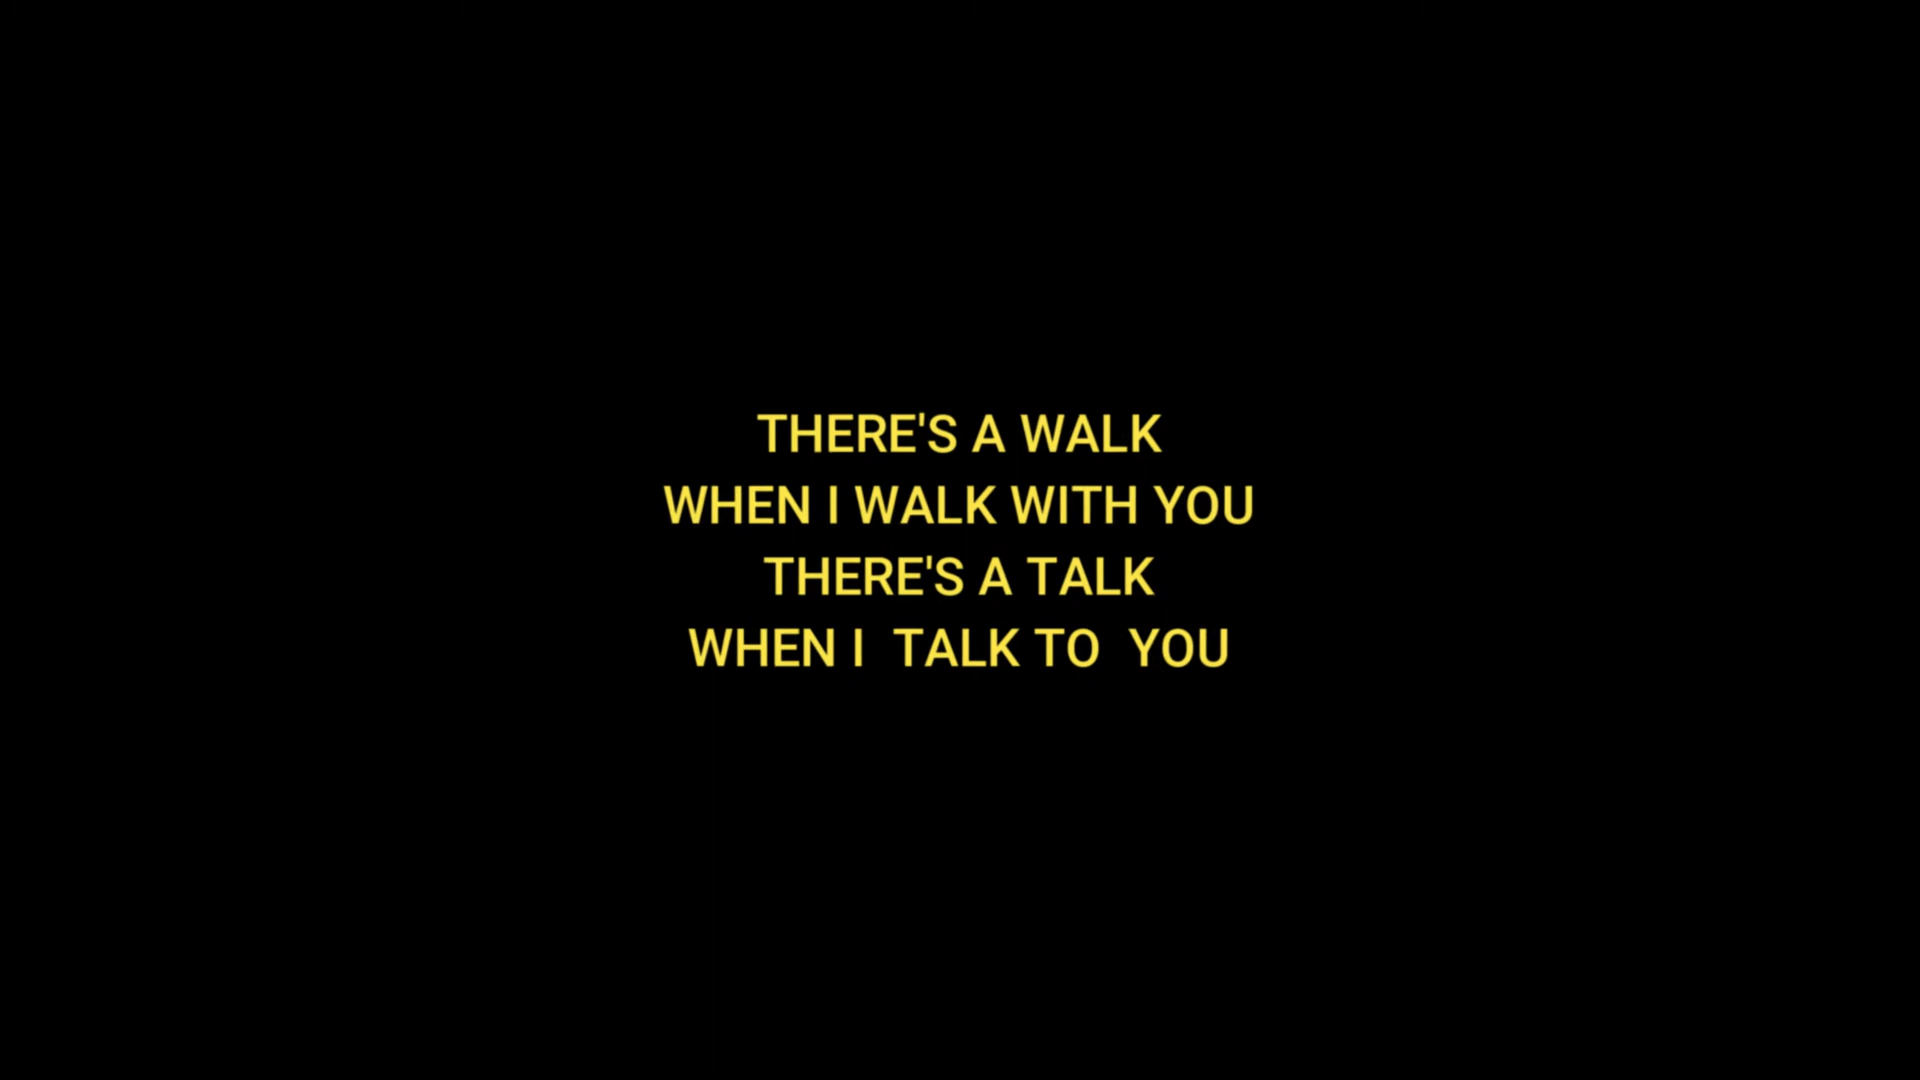 THERE'S A WALK
WHEN I WALK WITH YOU
THERE'S A TALK
WHEN I  TALK TO  YOU